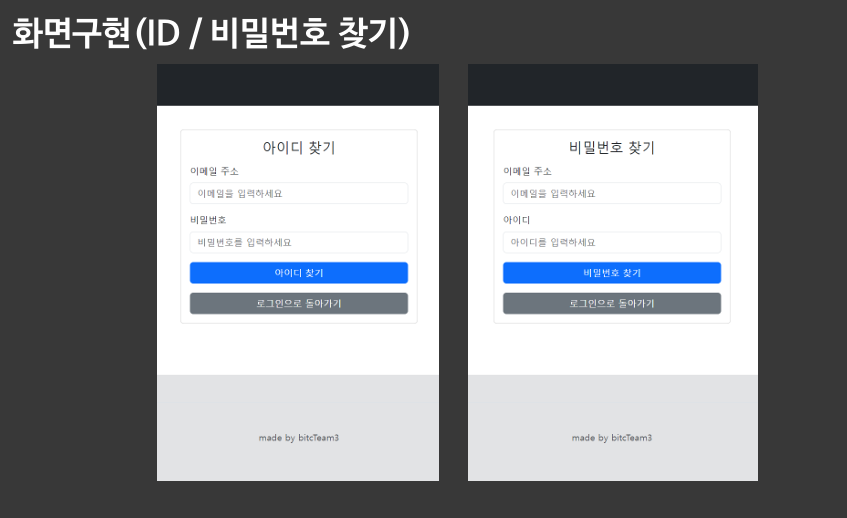 화면구현(ID / 비밀번호 찾기)
아이디 찾기
이메일 주소
이메일을 입력하세요
비밀번호
비밀번호를 입력하세요
아이디 찾기
로그인으로 돌아가기
made by bitcTeam3
비밀번호 찾기
이메일 주소
이메일을 입력하세요
아이디
아이디를 입력하세요
비밀번호 찾기
로그인으로 돌아가기
made by bitcTeam3